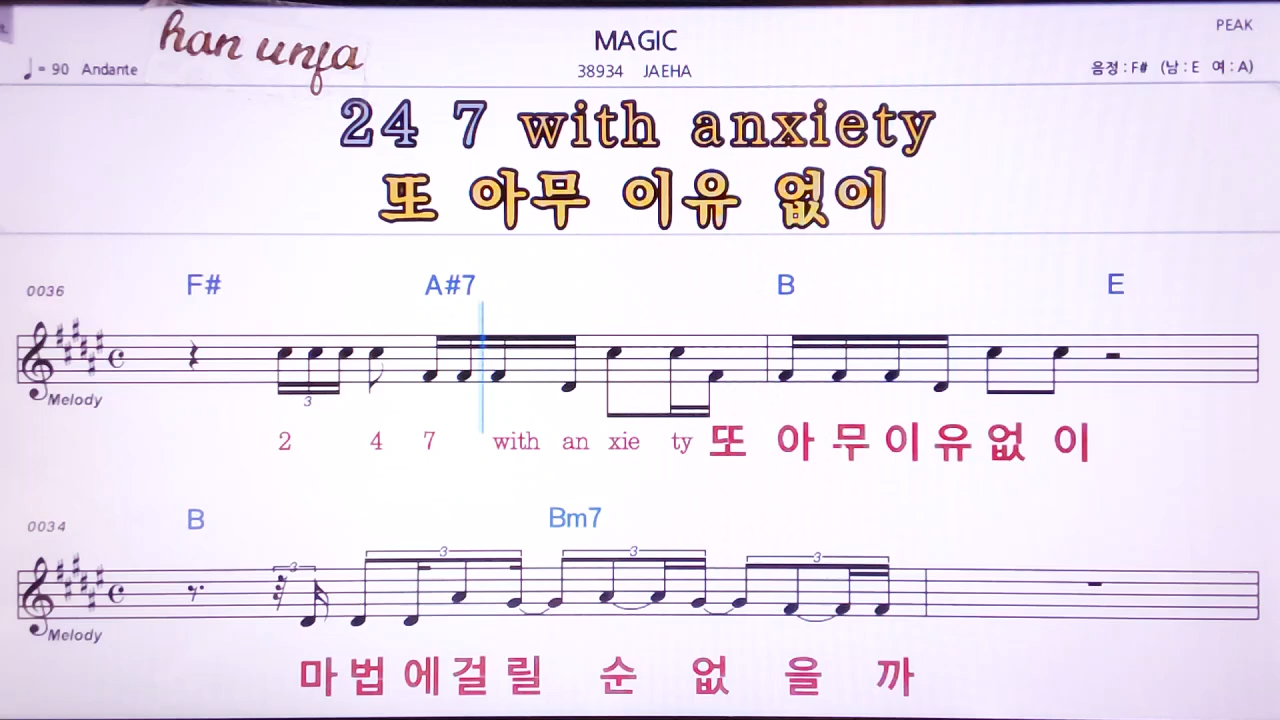 han unfa
MAGIC
PEAK
♩= 90 Andante
38934 JAEHA
음정 : F# (남 : E 여 : A)
24 7 with anxiety
또 아무 이유 없이
0036
F# A#7 B E
3
Melody
2 4 7 with an xie ty 또 아 무 이 유 없 이
0034
B Bm7
3 3 3 3
Melody
마 법 에 걸 릴 순 없 을 까